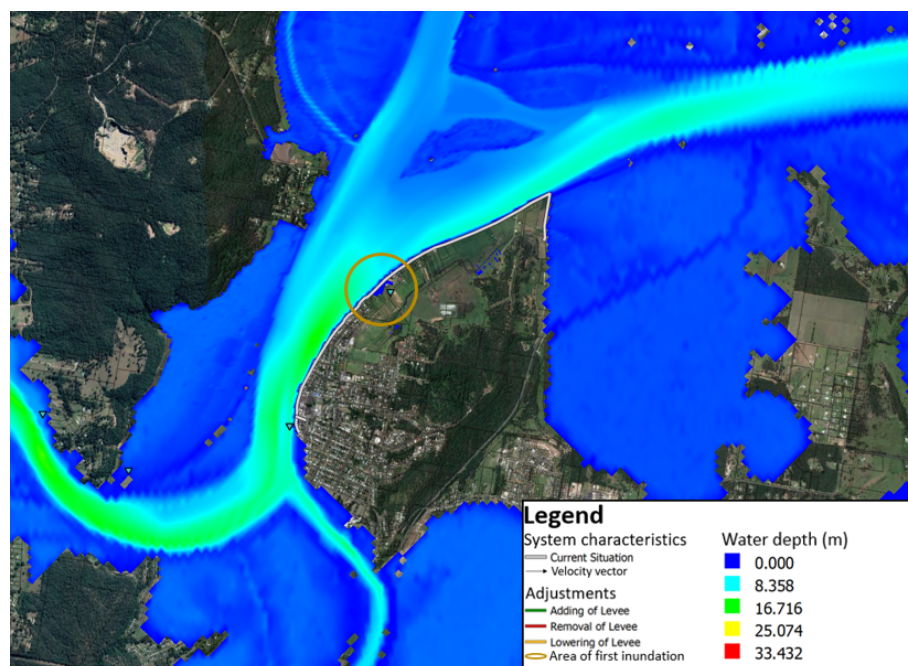 Legend
System characteristics
Current Situation
Velocity vector
Adjustments
Adding of Levee
Removal of Levee
Lowering of Levee
Area of first inundation
Water depth (m)
0.000
8.358
16.716
25.074
33.432